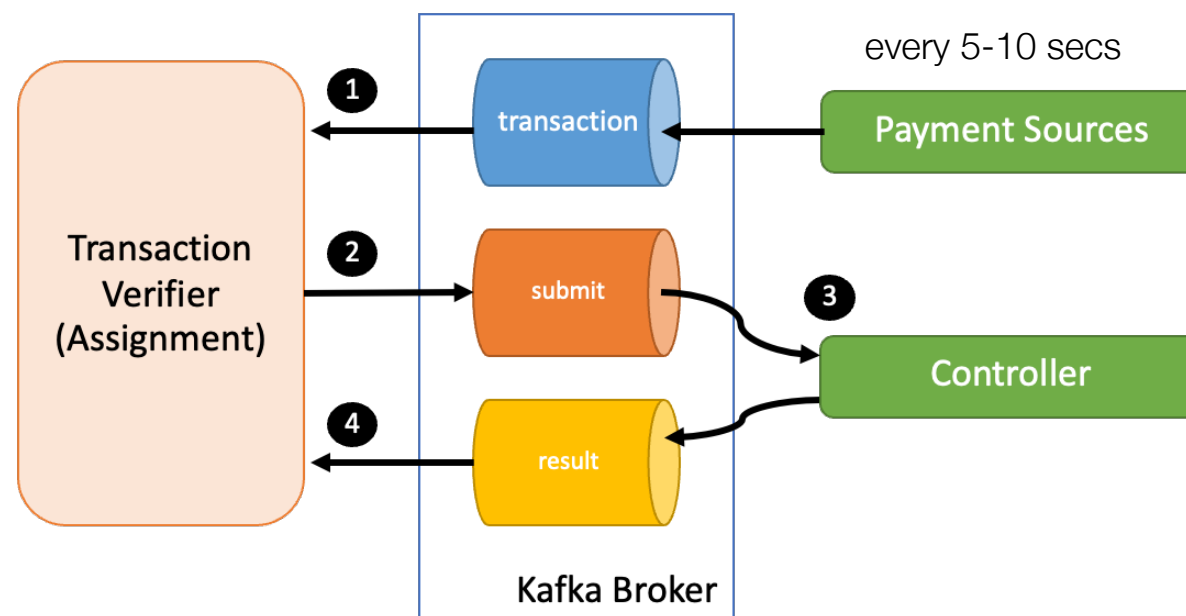 every 5-10 secs
1
transaction
Payment Sources
Transaction
Verifier
(Assignment)
2
submit
3
Controller
4
result
Kafka Broker